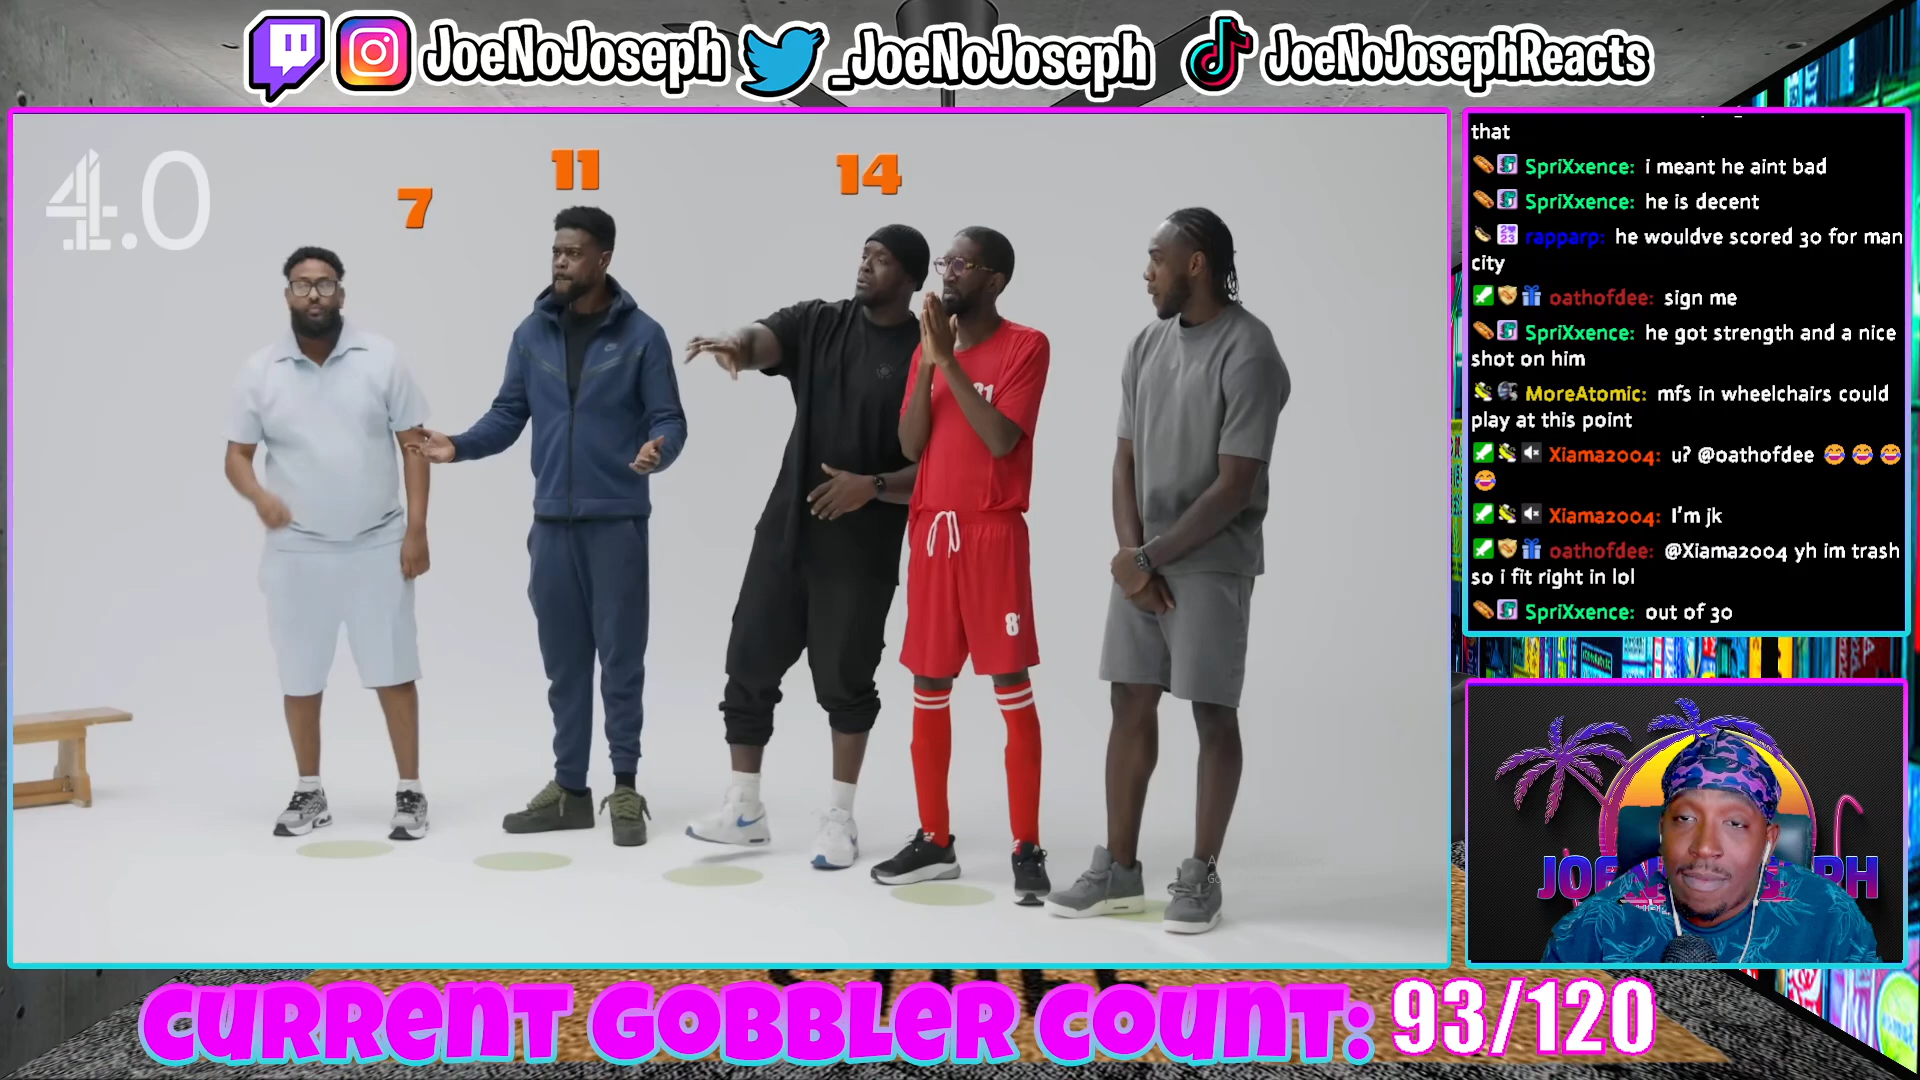 JoeNoJoseph _JoeNoJoseph JoeNoJosephReacts
4.0
7
11
14
81
8
that
SpriXxence: i meant he aint bad
SpriXxence: he is decent
rapparp: he wouldve scored 30 for man
city
oathofdee: sign me
SpriXxence: he got strength and a nice
shot on him
MoreAtomic: mfs in wheelchairs could
play at this point
Xiama2004: u? @oathofdee
Xiama2004: I'm jk
oathofdee: @Xiama2004 yh im trash
so i fit right in lol
SpriXxence: out of 30
CURRENT GOBBLER COUNT: 93/120